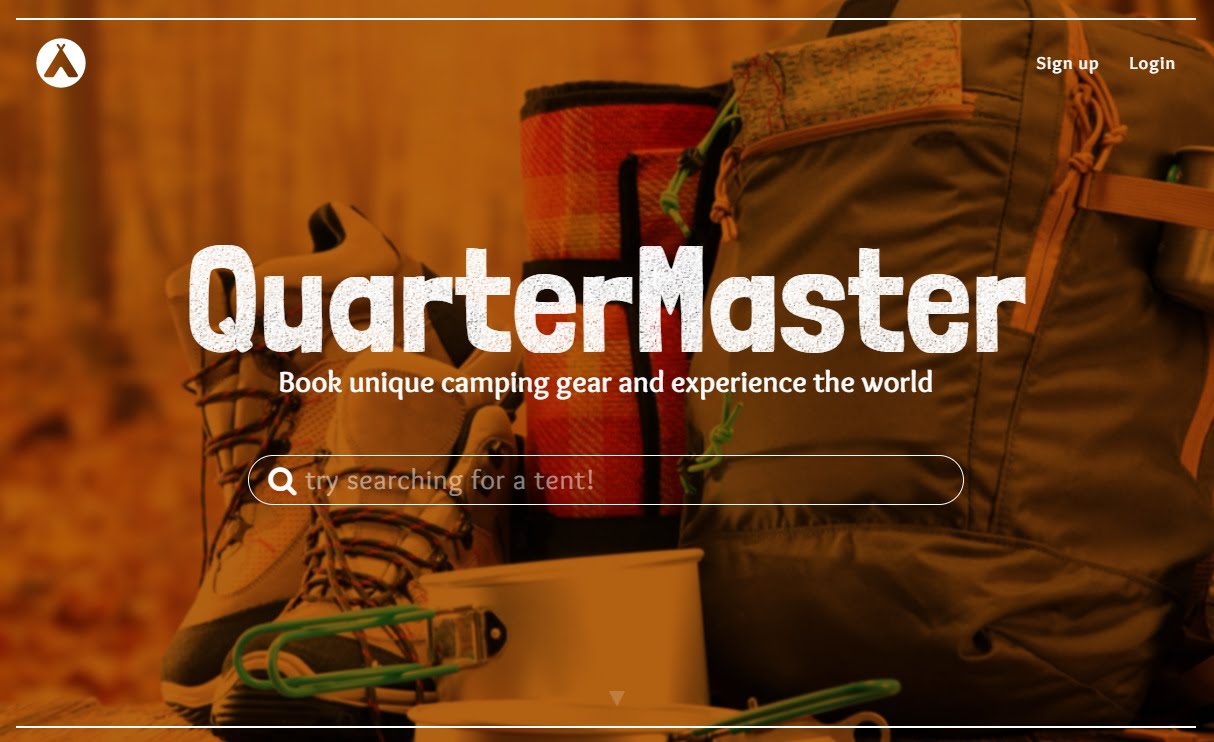 Sign up Login
QuarterMaster
Book unique camping gear and experience the world
try searching for a tent!